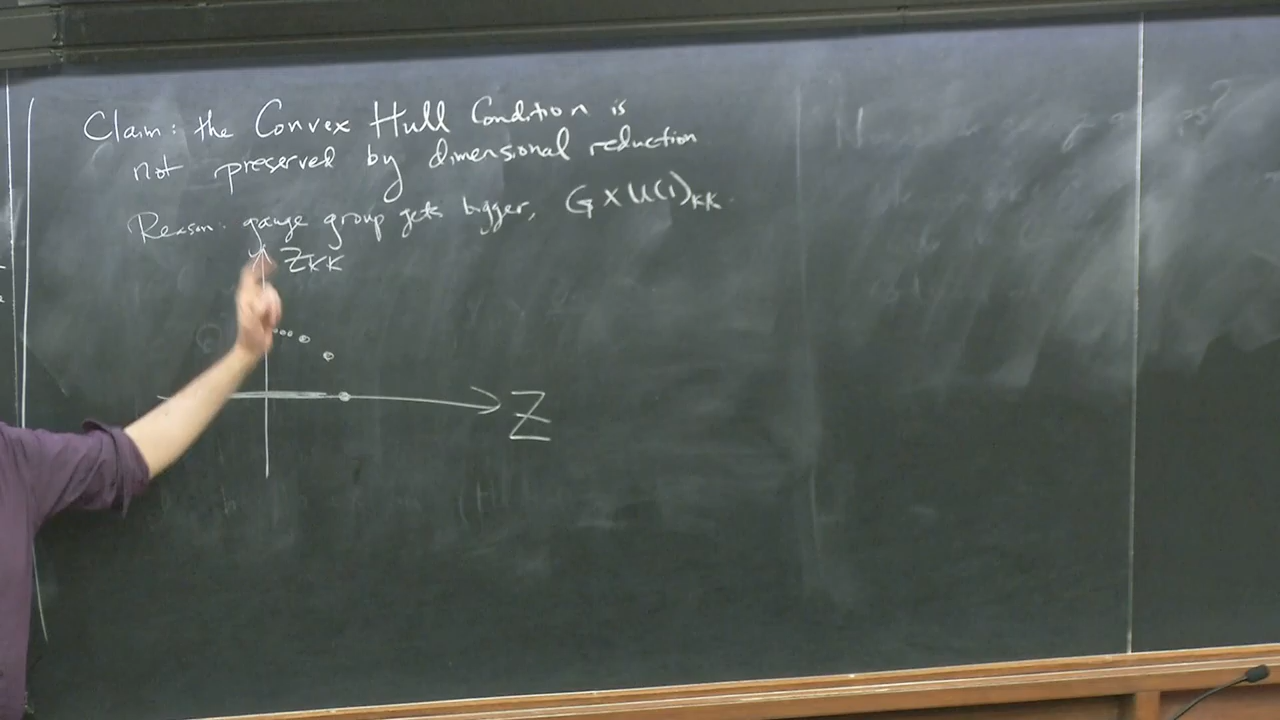 Claim: the Convex Hull Condition is
not preserved by dimensional reduction
Reason: gauge group gets bigger, G x U(1)KK.
ZKK
Z